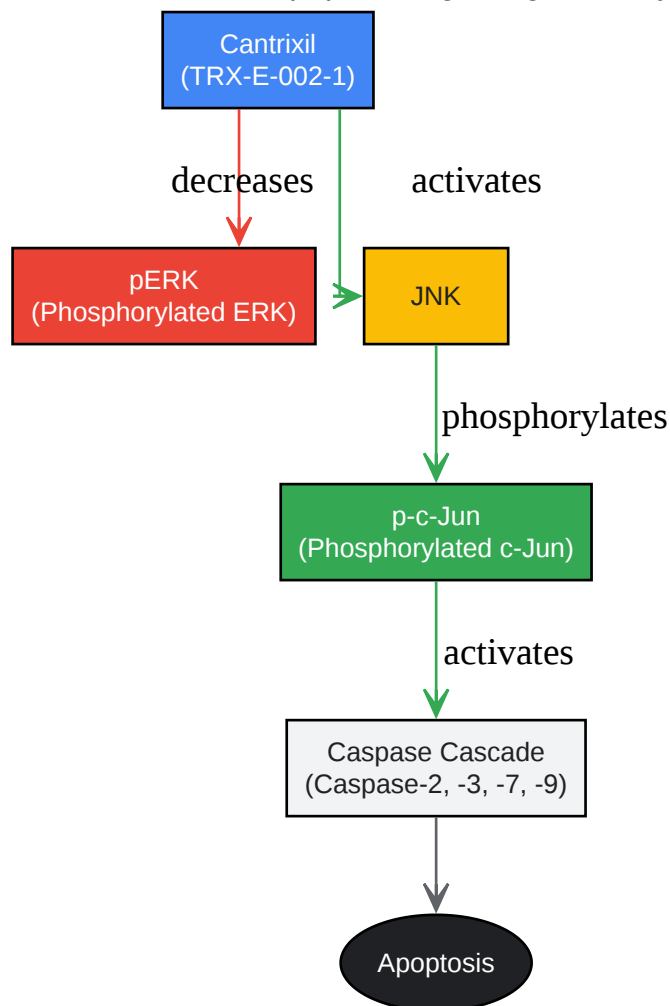 Cantrixil
(TRX-E-002-1)
decreases
activates
pERK
(Phosphorylated ERK)
JNK
phosphorylates
p-c-Jun
(Phosphorylated c-Jun)
activates
Caspase Cascade
(Caspase-2, -3, -7, -9)
Apoptosis